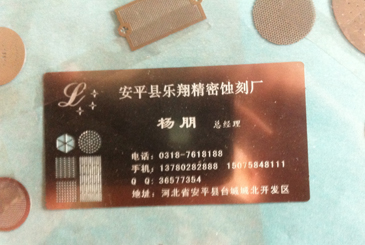 安平县乐翔精密蚀刻厂
杨朋 总经理
电话：0318-7618188
手机：13780282888 15075848111
Q Q：36577354
地址：河北省安平县台城城北开发区